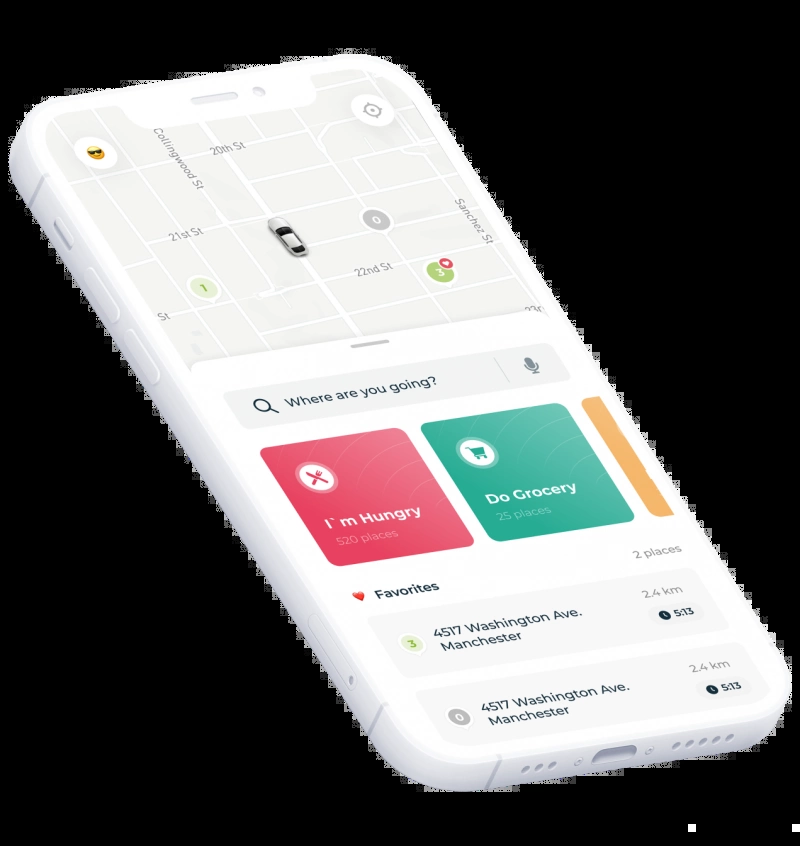 Collingwood St
20th St
Sanchez St
21st St
0
22nd St
3
1
St
Where are you going?
I`m Hungry
520 places
Do Grocery
25 places
Favorites
2 places
3
4517 Washington Ave.
Manchester
2.4 km
5:13
0
4517 Washington Ave.
Manchester
2.4 km
5:13